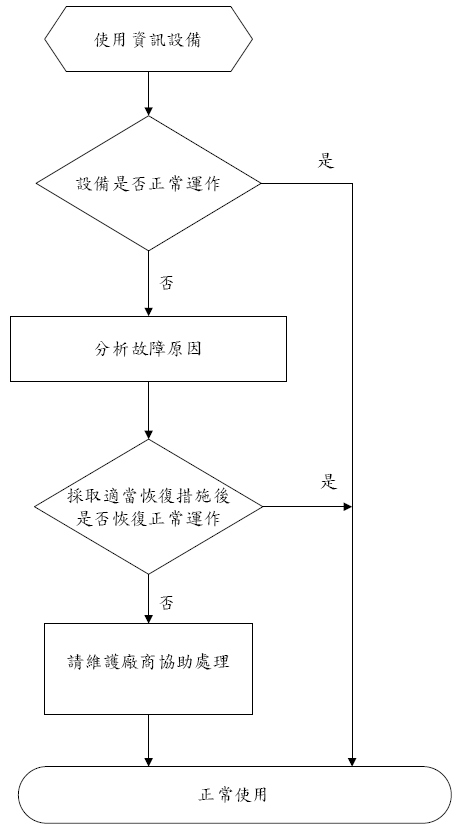 使用資訊設備
設備是否正常運作
是
否
分析故障原因
採取適當恢復措施後
是否恢復正常運作
是
否
請維護廠商協助處理
正常使用